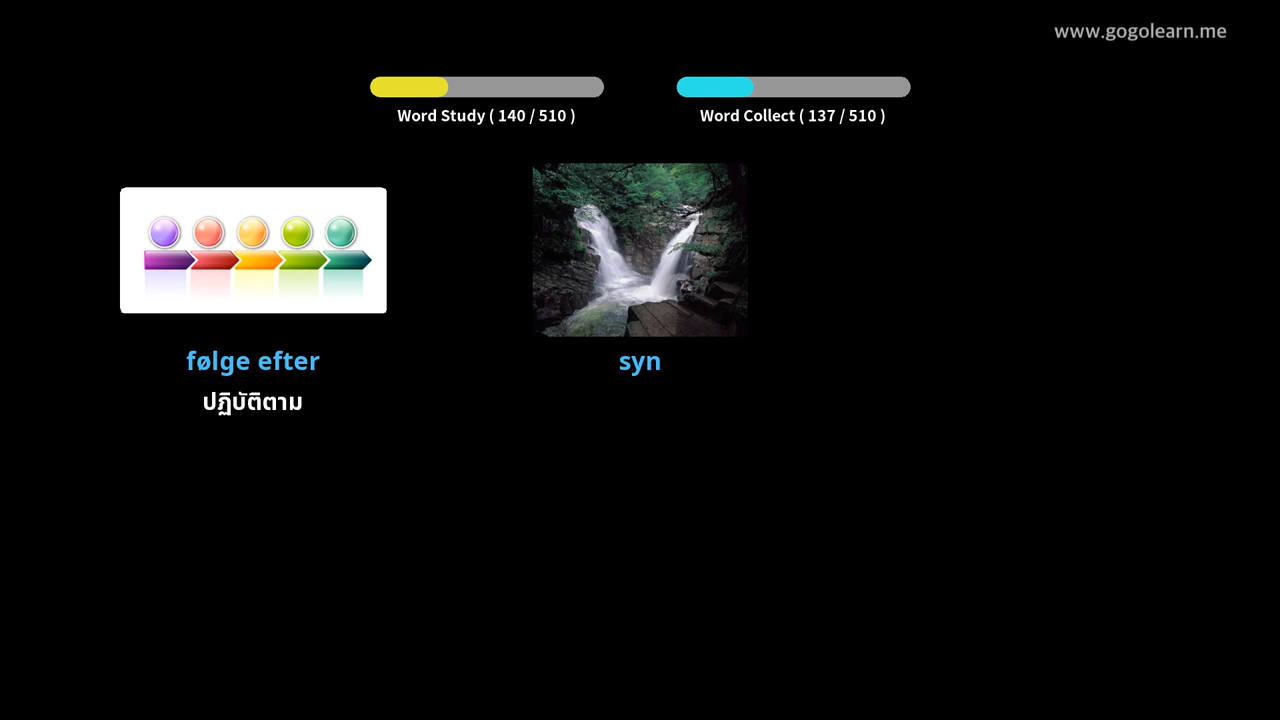 www.gogolearn.me
Word Study ( 140 / 510 )
Word Collect ( 137 / 510 )
følge efter
ปฏิบัติตาม
syn